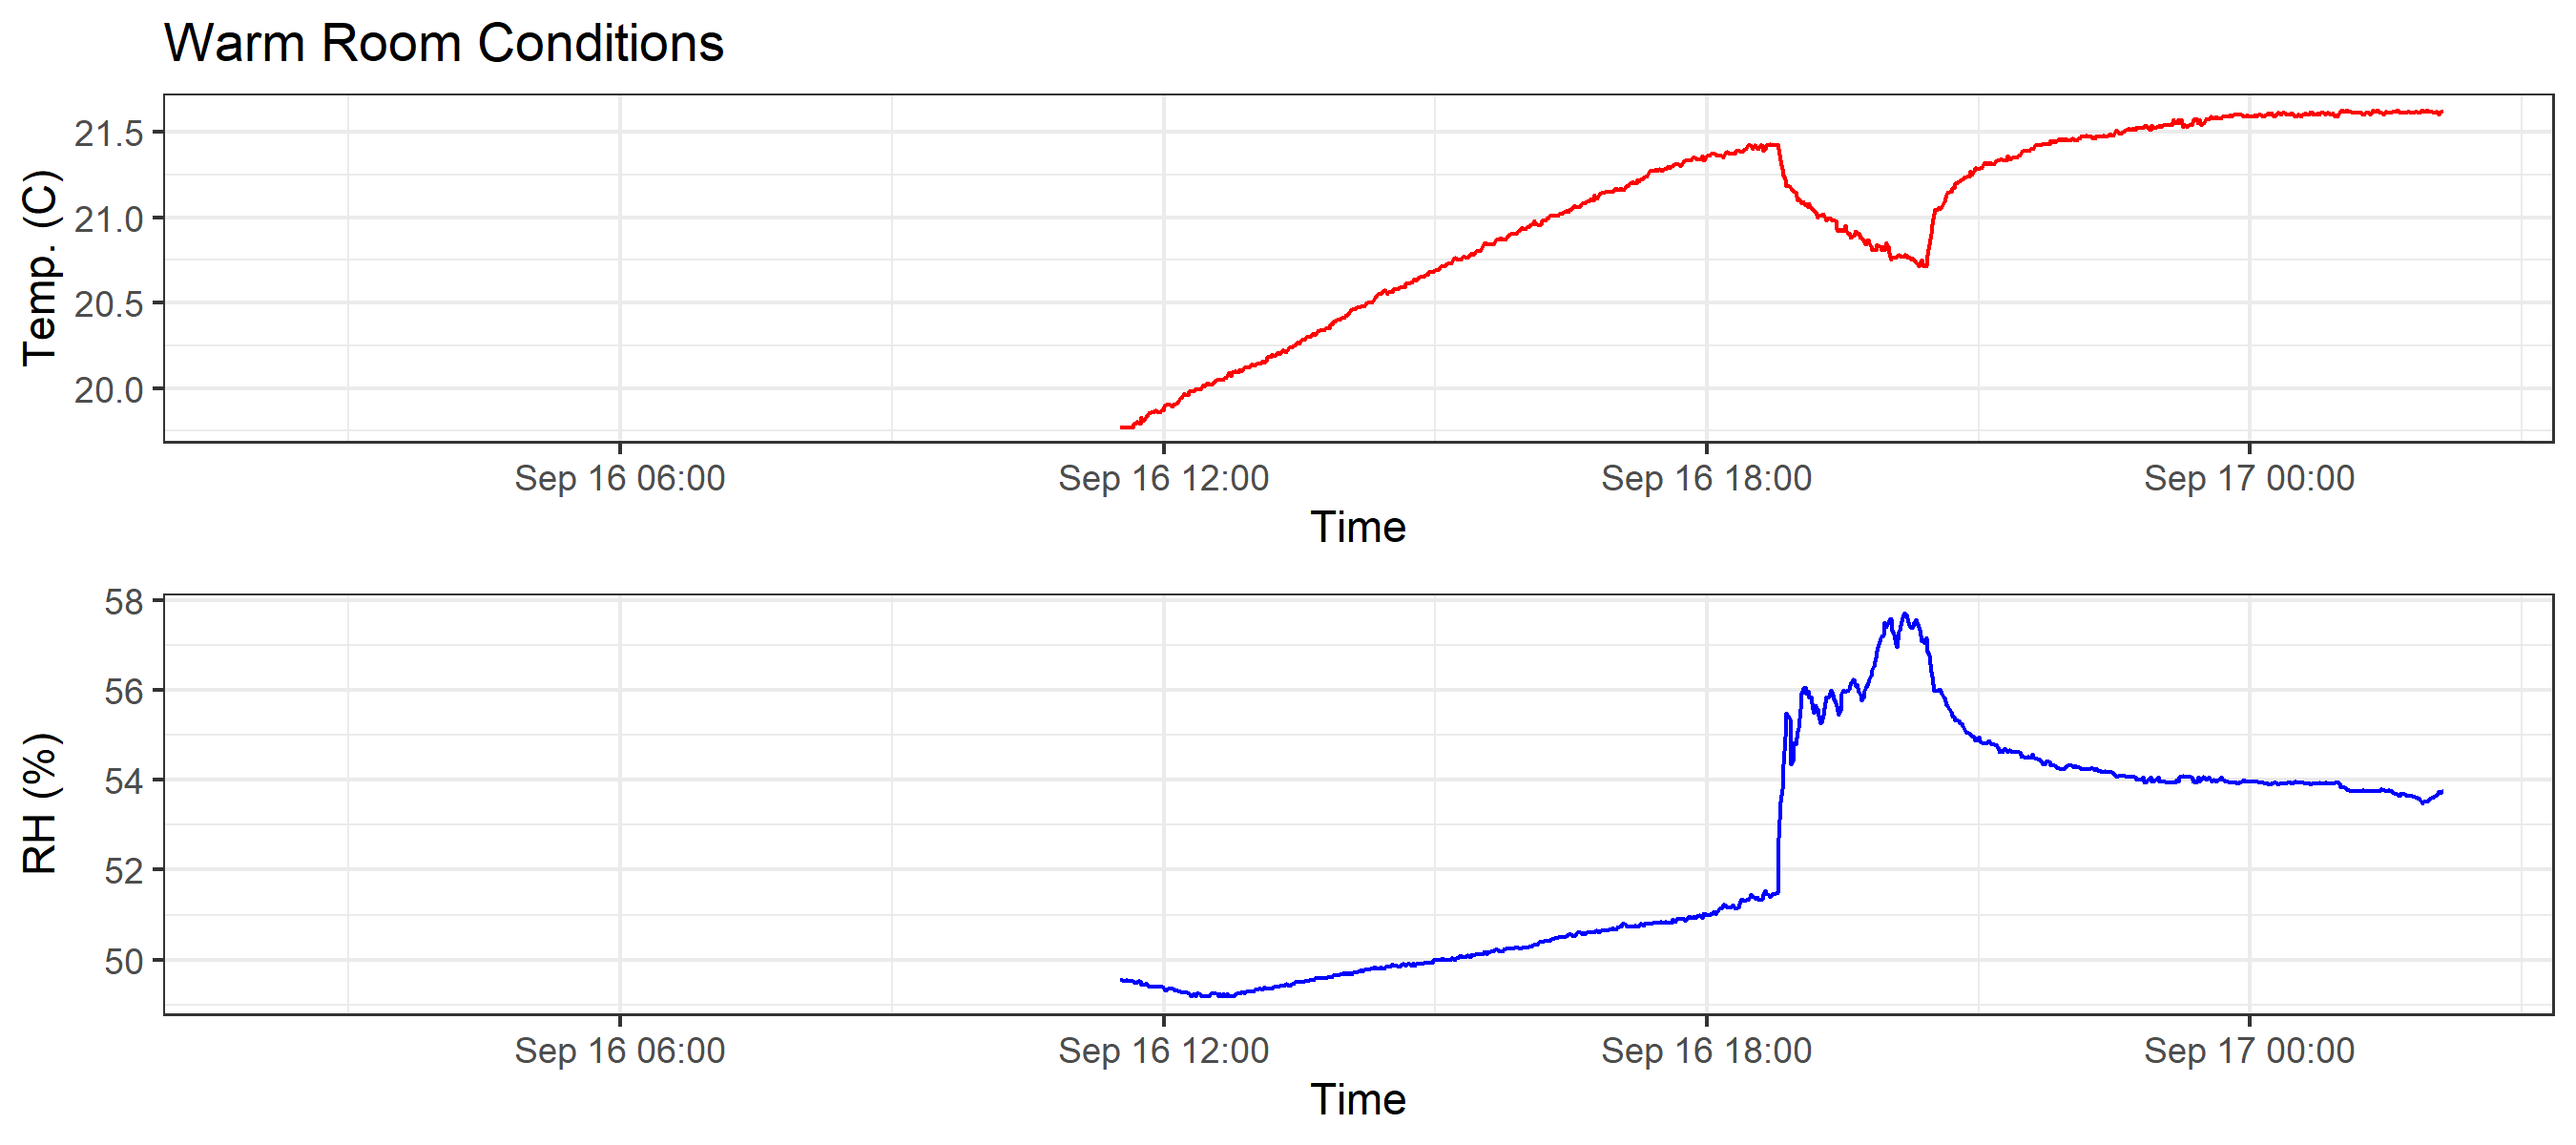 Warm Room Conditions
Temp. (C)
21.5
21.0
20.5
20.0
Sep 16 06:00 Sep 16 12:00 Sep 16 18:00 Sep 17 00:00
Time
RH (%)
58
56
54
52
50
Sep 16 06:00 Sep 16 12:00 Sep 16 18:00 Sep 17 00:00
Time